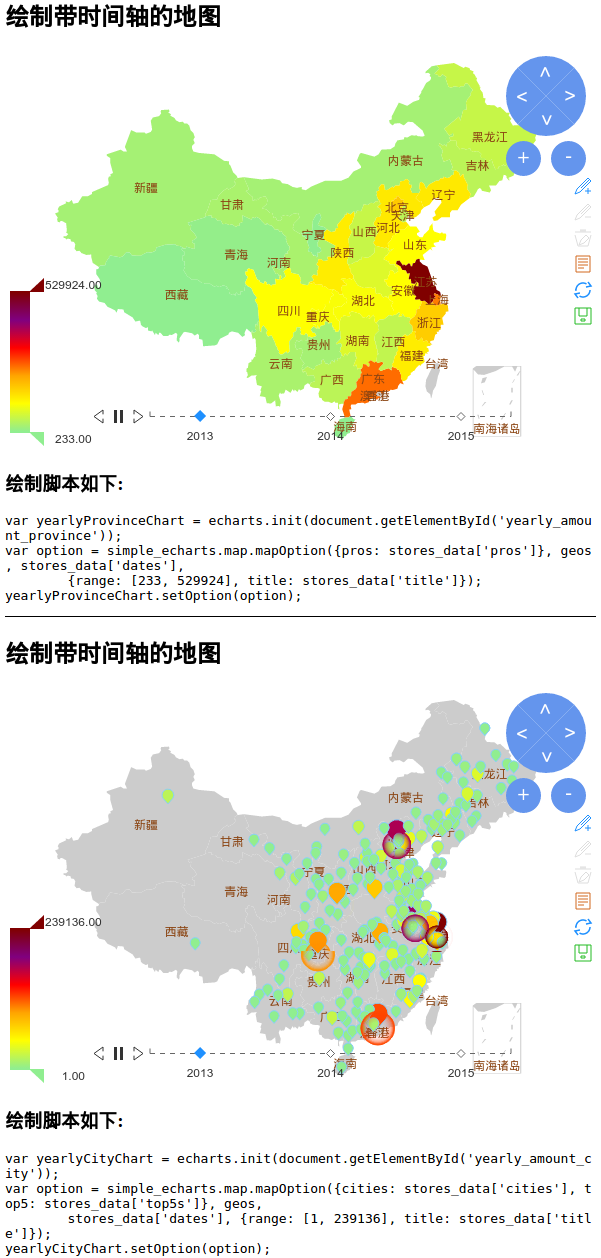 绘制带时间轴的地图
黑龙江
内蒙古
吉林
新疆
辽宁
甘肃
北京
天津
宁夏
山西
河北
青海
河南
陕西
山东
西藏
529924.00
江苏
安徽
上海
湖北
四川
重庆
浙江
贵州
湖南
江西
福建
云南
台湾
广西
广东
香港
海南
南海诸岛
233.00
2013
2014
2015
+
-
绘制脚本如下:
var yearlyProvinceChart = echarts.init(document.getElementById('yearly_amou
nt_province'));
var option = simple_echarts.map.mapOption({pros: stores_data['pros']}, geos
, stores_data['dates'],
        {range: [233, 529924], title: stores_data['title']});
yearlyProvinceChart.setOption(option);
绘制带时间轴的地图
龙江
内蒙古
吉林
新疆
甘肃
宁夏
青海
河南
西藏
239136.00
湖北
四川
重庆
贵州
江西
云南
台湾
香港
海南
南海诸岛
1.00
2013
2014
2015
+
-
绘制脚本如下:
var yearlyCityChart = echarts.init(document.getElementById('yearly_amount_c
ity'));
var option = simple_echarts.map.mapOption({cities: stores_data['cities'], t
op5: stores_data['top5s']}, geos,
        stores_data['dates'], {range: [1, 239136], title: stores_data['titl
e']});
yearlyCityChart.setOption(option);